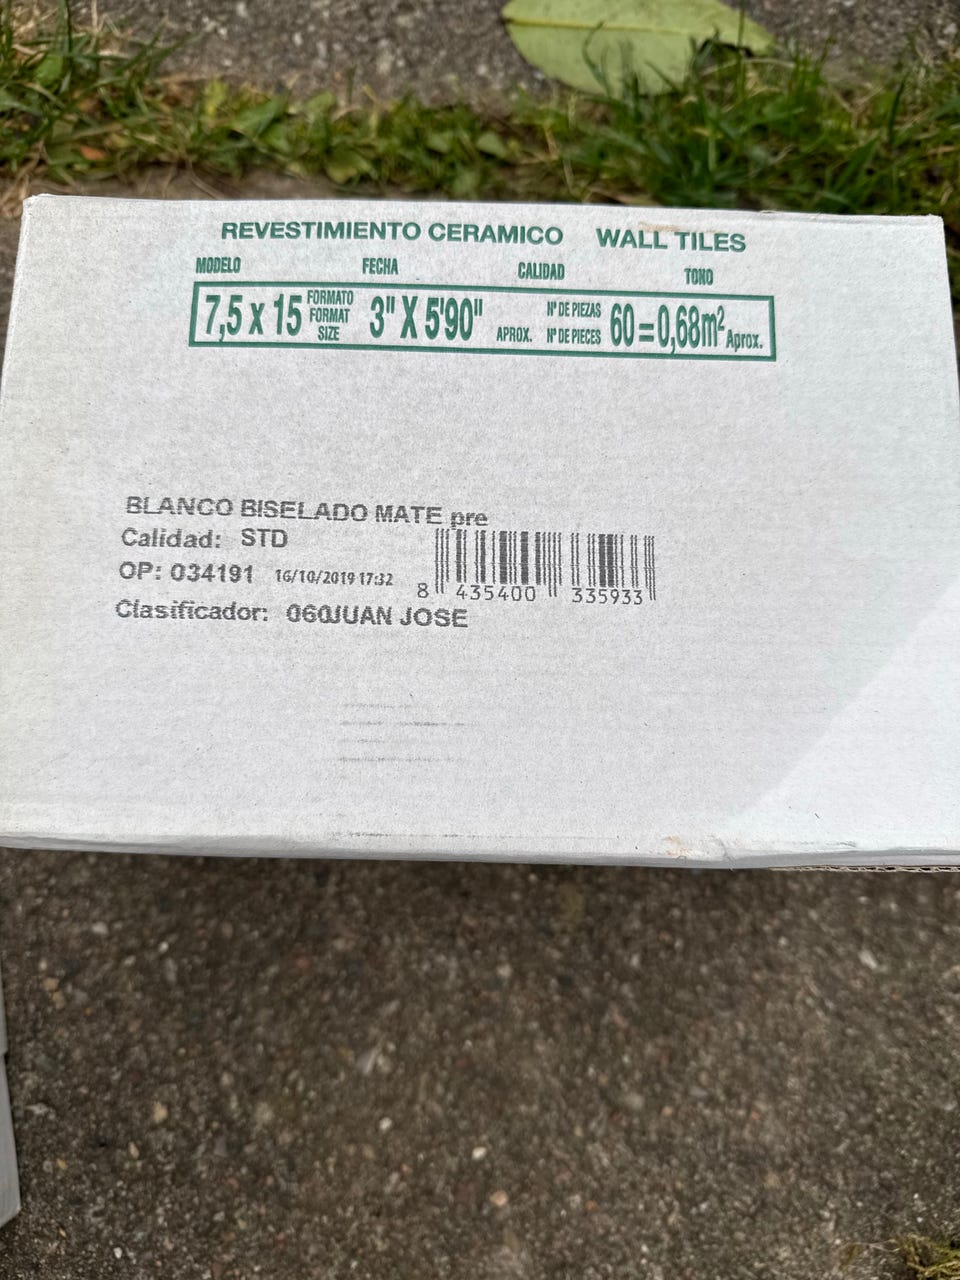 REVESTIMIENTO CERAMICO WALL TILES
MODELO FECHA CALIDAD TONO
7,5 x 15 FORMATO FORMAT SIZE 3" X 5'90" APROX. Nº DE PIEZAS Nº DE PIECES 60=0,68m² Aprox.
BLANCO BISELADO MATE pre
Calidad: STD
OP: 034191 16/10/2019 17:32
8 435400 335933
Clasificador: 060JUAN JOSE